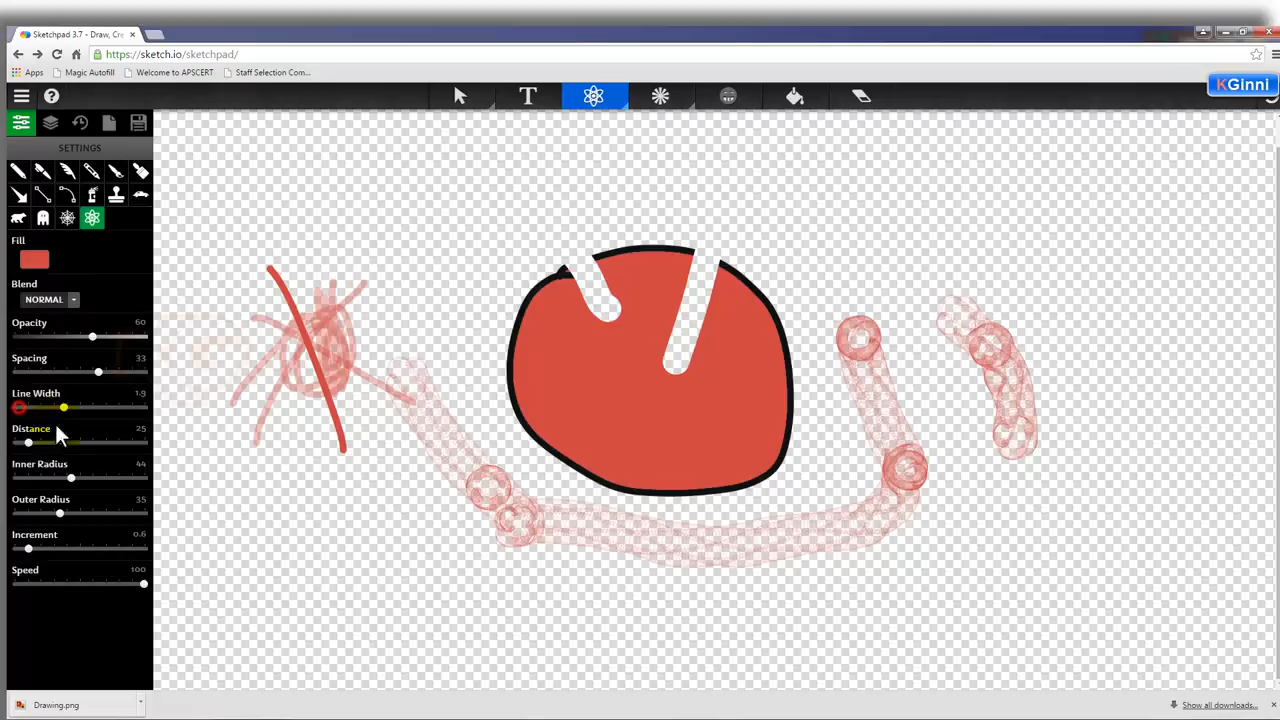 Sketchpad 3.7 - Draw, Cre
https://sketch.io/sketchpad/
Apps Magic Autofill Welcome to APSCERT Staff Selection Com...
KGinni
T
SETTINGS
Fill
Blend
NORMAL
Opacity 60
Spacing 33
Line Width 1.9
Distance 25
Inner Radius 44
Outer Radius 35
Increment 0.6
Speed 100
Drawing.png
Show all downloads...